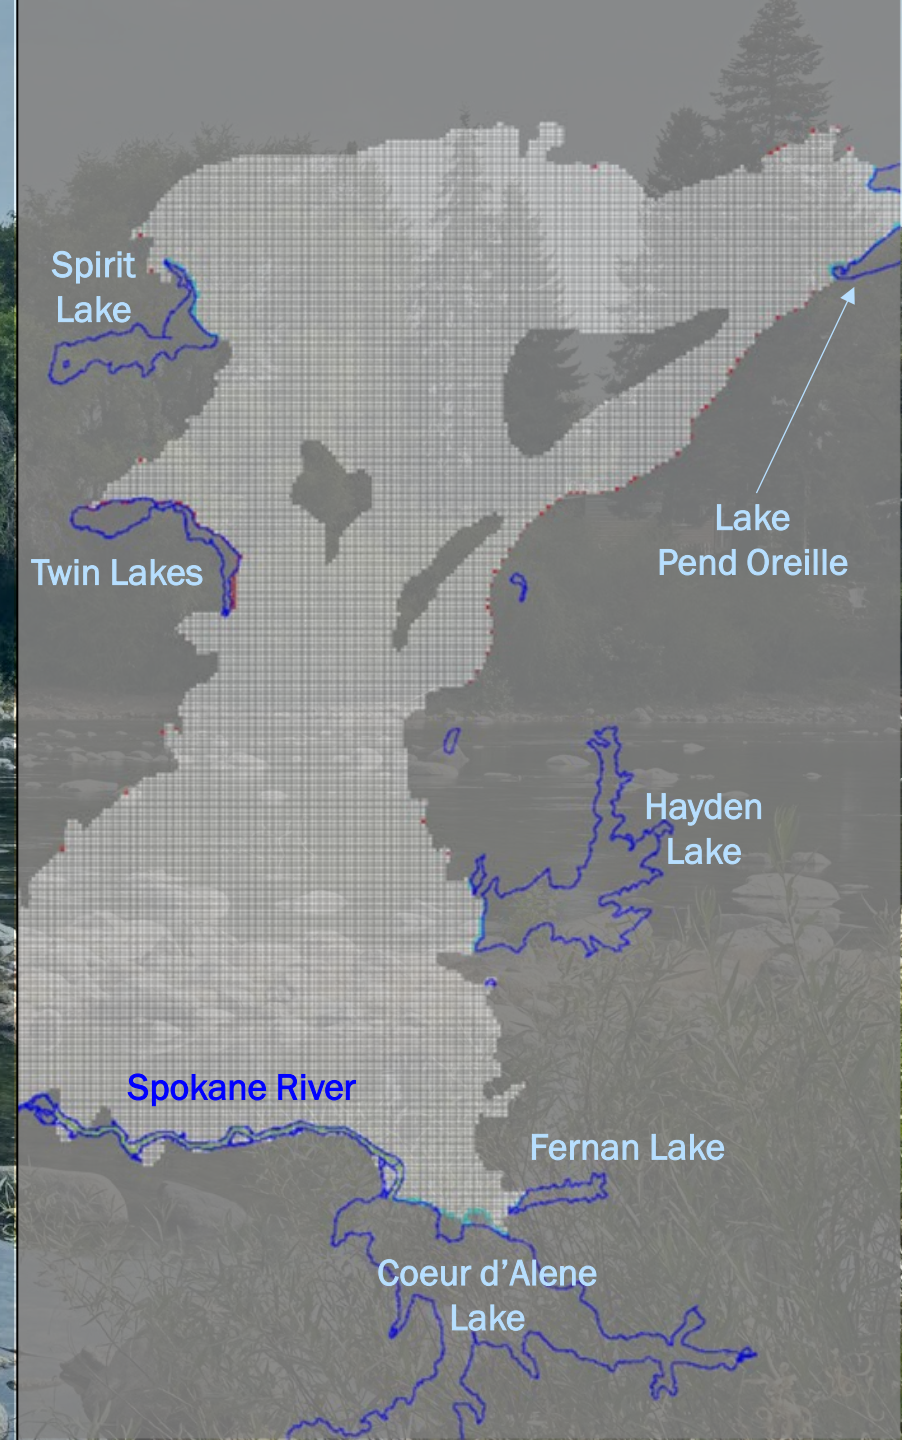 Spirit
Lake
Lake
Pend Oreille
Twin Lakes
Hayden
Lake
Spokane River
Fernan Lake
Coeur d’Alene
Lake